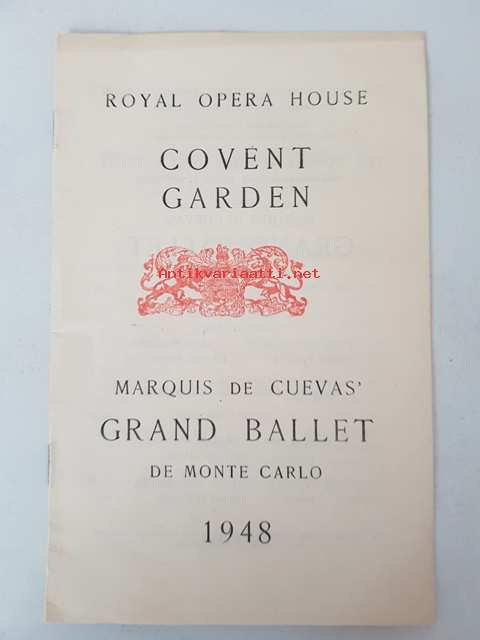 ROYAL OPERA HOUSE
COVENT
GARDEN
Antikvariaatti.net
MARQUIS DE CUEVAS'
GRAND BALLET
DE MONTE CARLO
1948